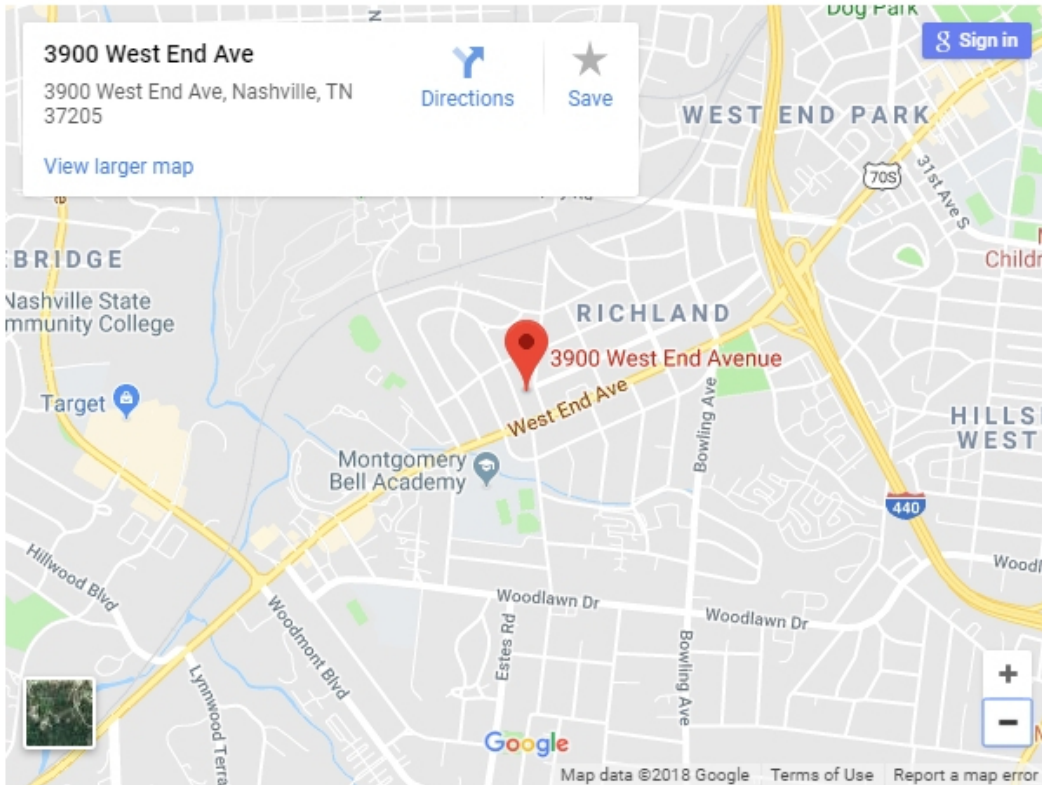 Dog Park
3900 West End Ave
3900 West End Ave, Nashville, TN
37205
Directions
Save
View larger map
g Sign in
N
WEST END PARK
70S
31st Ave S
EBRIDGE
Nashville State
mmunity College
Childr
RICHLAND
3900 West End Avenue
West End Ave
Target
Bowling Ave
Montgomery
Bell Academy
HILLS
WEST
440
Hillwood Blvd
Woodl
Woodlawn Dr
Woodlawn Dr
Woodmont Blvd
Estes Rd
Bowling Ave
Lynnwood Terra
+
−
Google
Map data ©2018 Google
Terms of Use
Report a map error